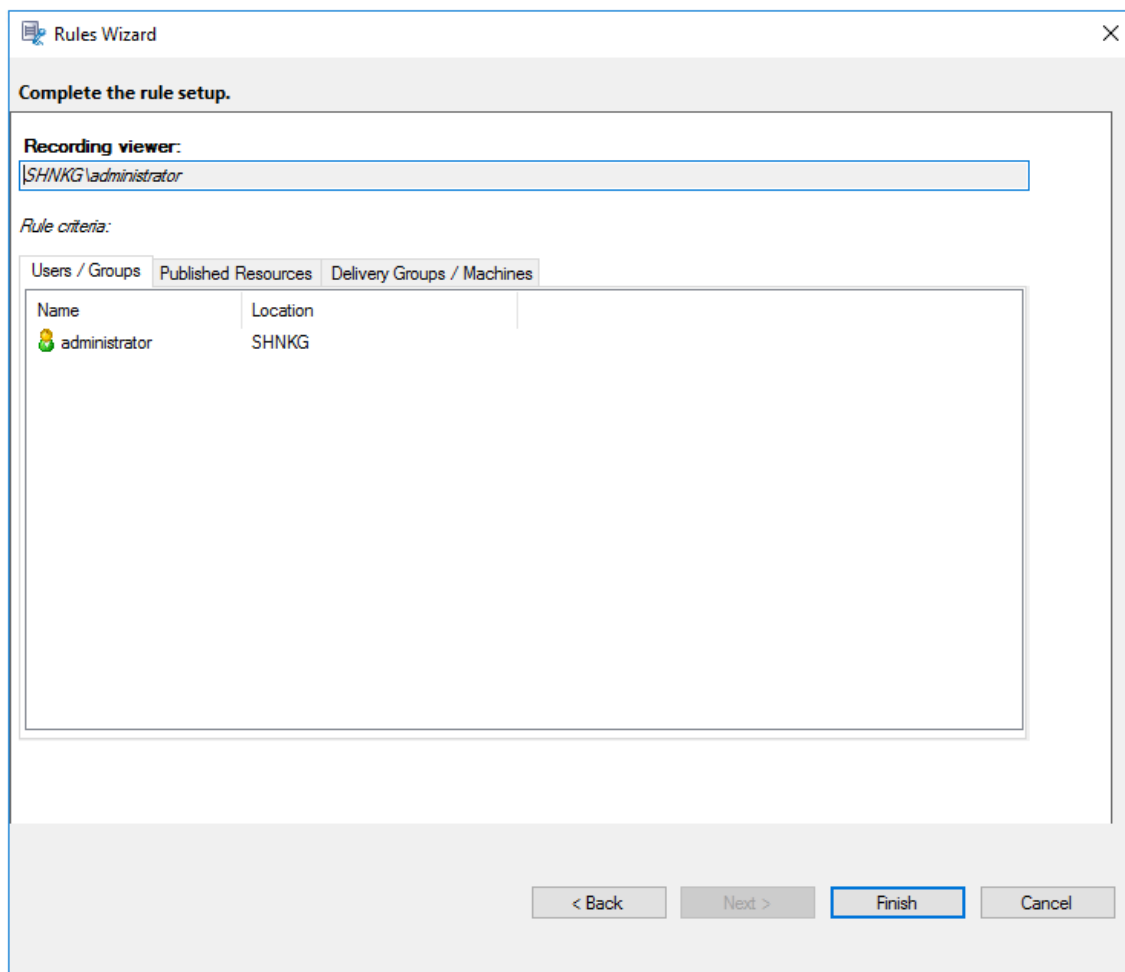 Rules Wizard
Complete the rule setup.
Recording viewer:
SHNKG\administrator
Rule criteria:
Users / Groups Published Resources Delivery Groups / Machines
Name Location
administrator SHNKG
< Back Next > Finish Cancel